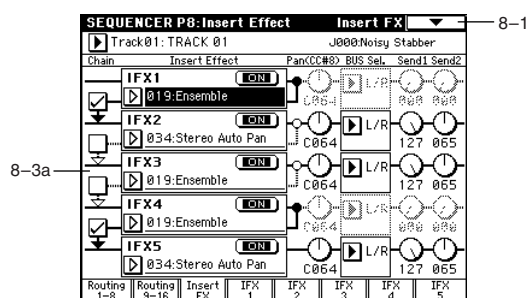 SEQUENCER P8:Insert Effect Insert FX
8–1
Track01: TRACK 01 J000:Noisy Stabber
Chain Insert Effect Pan(CC#8) BUS Sel. Send1 Send2
IFX1 ON
019:Ensemble C064 L/R 000 000
IFX2 ON
034:Stereo Auto Pan C064 L/R 127 065
8–3a
IFX3 ON
019:Ensemble C064 L/R 127 065
IFX4 ON
019:Ensemble C064 L/R 000 000
IFX5 ON
034:Stereo Auto Pan C064 L/R 127 065
Routing 1-8 Routing 9-16 Insert FX IFX 1 IFX 2 IFX 3 IFX 4 IFX 5